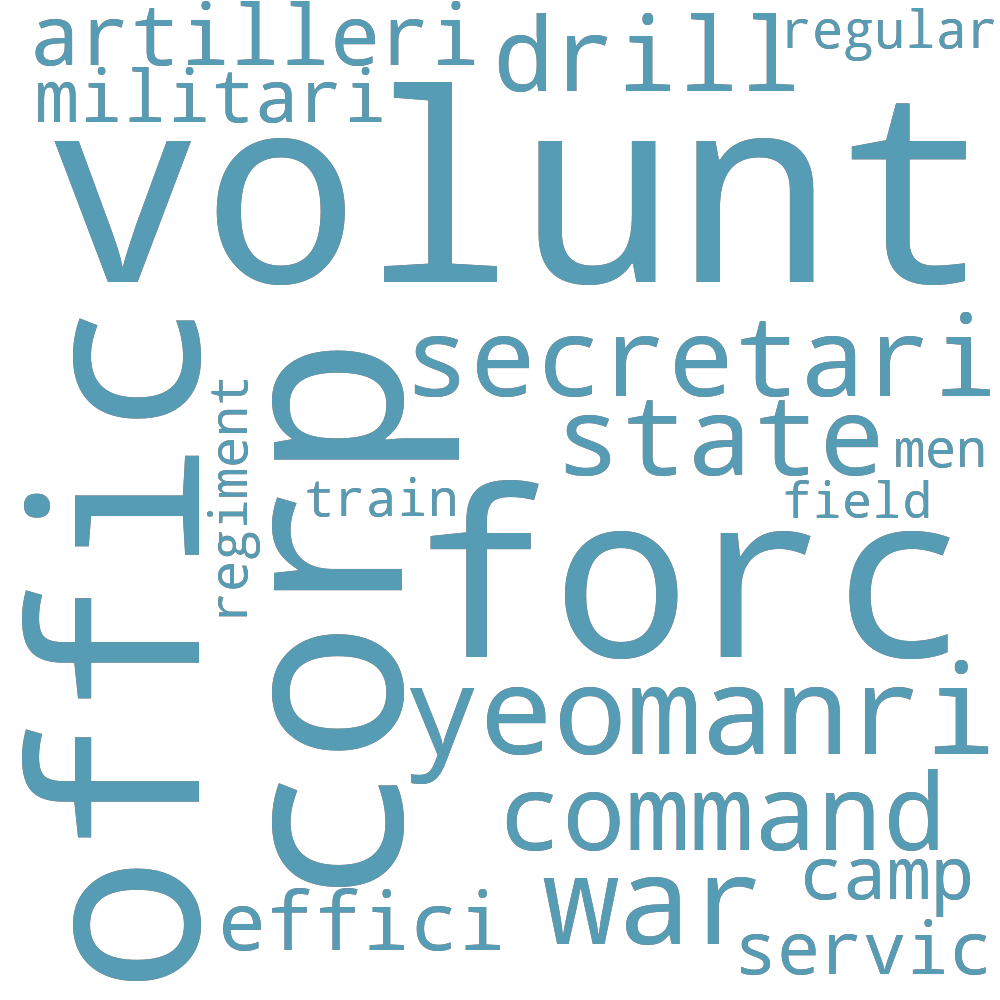 artilleri
drill
regular
militari
volunt
offic
regiment
corp
secretari
state
men
train
field
forc
yeomanri
command
camp
war
effici
servic